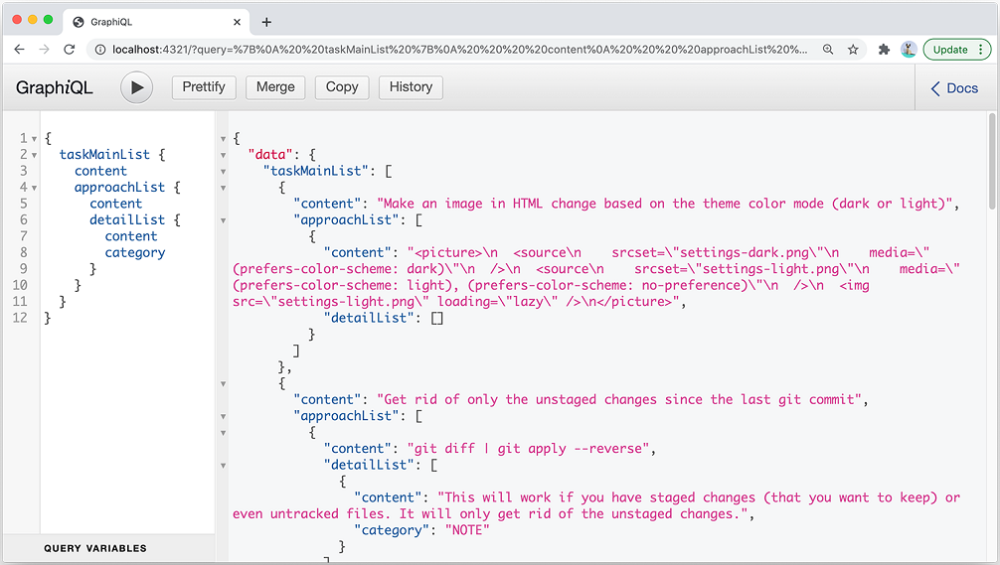 GraphiQL
localhost:4321/?query=%7B%0A%20%20taskMainList%20%7B%0A%20%20%20%20content%0A%20%20%20%20approachList%20%...
Update
GraphiQL
Prettify
Merge
Copy
History
Docs
1 {
2 taskMainList {
3 content
4 approachList {
5 content
6 detailList {
7 content
8 category
9 }
10 }
11 }
12 }
QUERY VARIABLES
{
"data": {
"taskMainList": [
{
"content": "Make an image in HTML change based on the theme color mode (dark or light)",
"approachList": [
{
"content": "<picture>\n  <source\n    srcset=\"settings-dark.png\"\n    media=\"
(prefers-color-scheme: dark)\"\n  />\n  <source\n    srcset=\"settings-light.png\"\n    media=\"
(prefers-color-scheme: light), (prefers-color-scheme: no-preference)\"\n  />\n  <img
src=\"settings-light.png\" loading=\"lazy\" />\n</picture>",
"detailList": []
}
]
},
{
"content": "Get rid of only the unstaged changes since the last git commit",
"approachList": [
{
"content": "git diff | git apply --reverse",
"detailList": [
{
"content": "This will work if you have staged changes (that you want to keep) or
even untracked files. It will only get rid of the unstaged changes.",
"category": "NOTE"
}
]